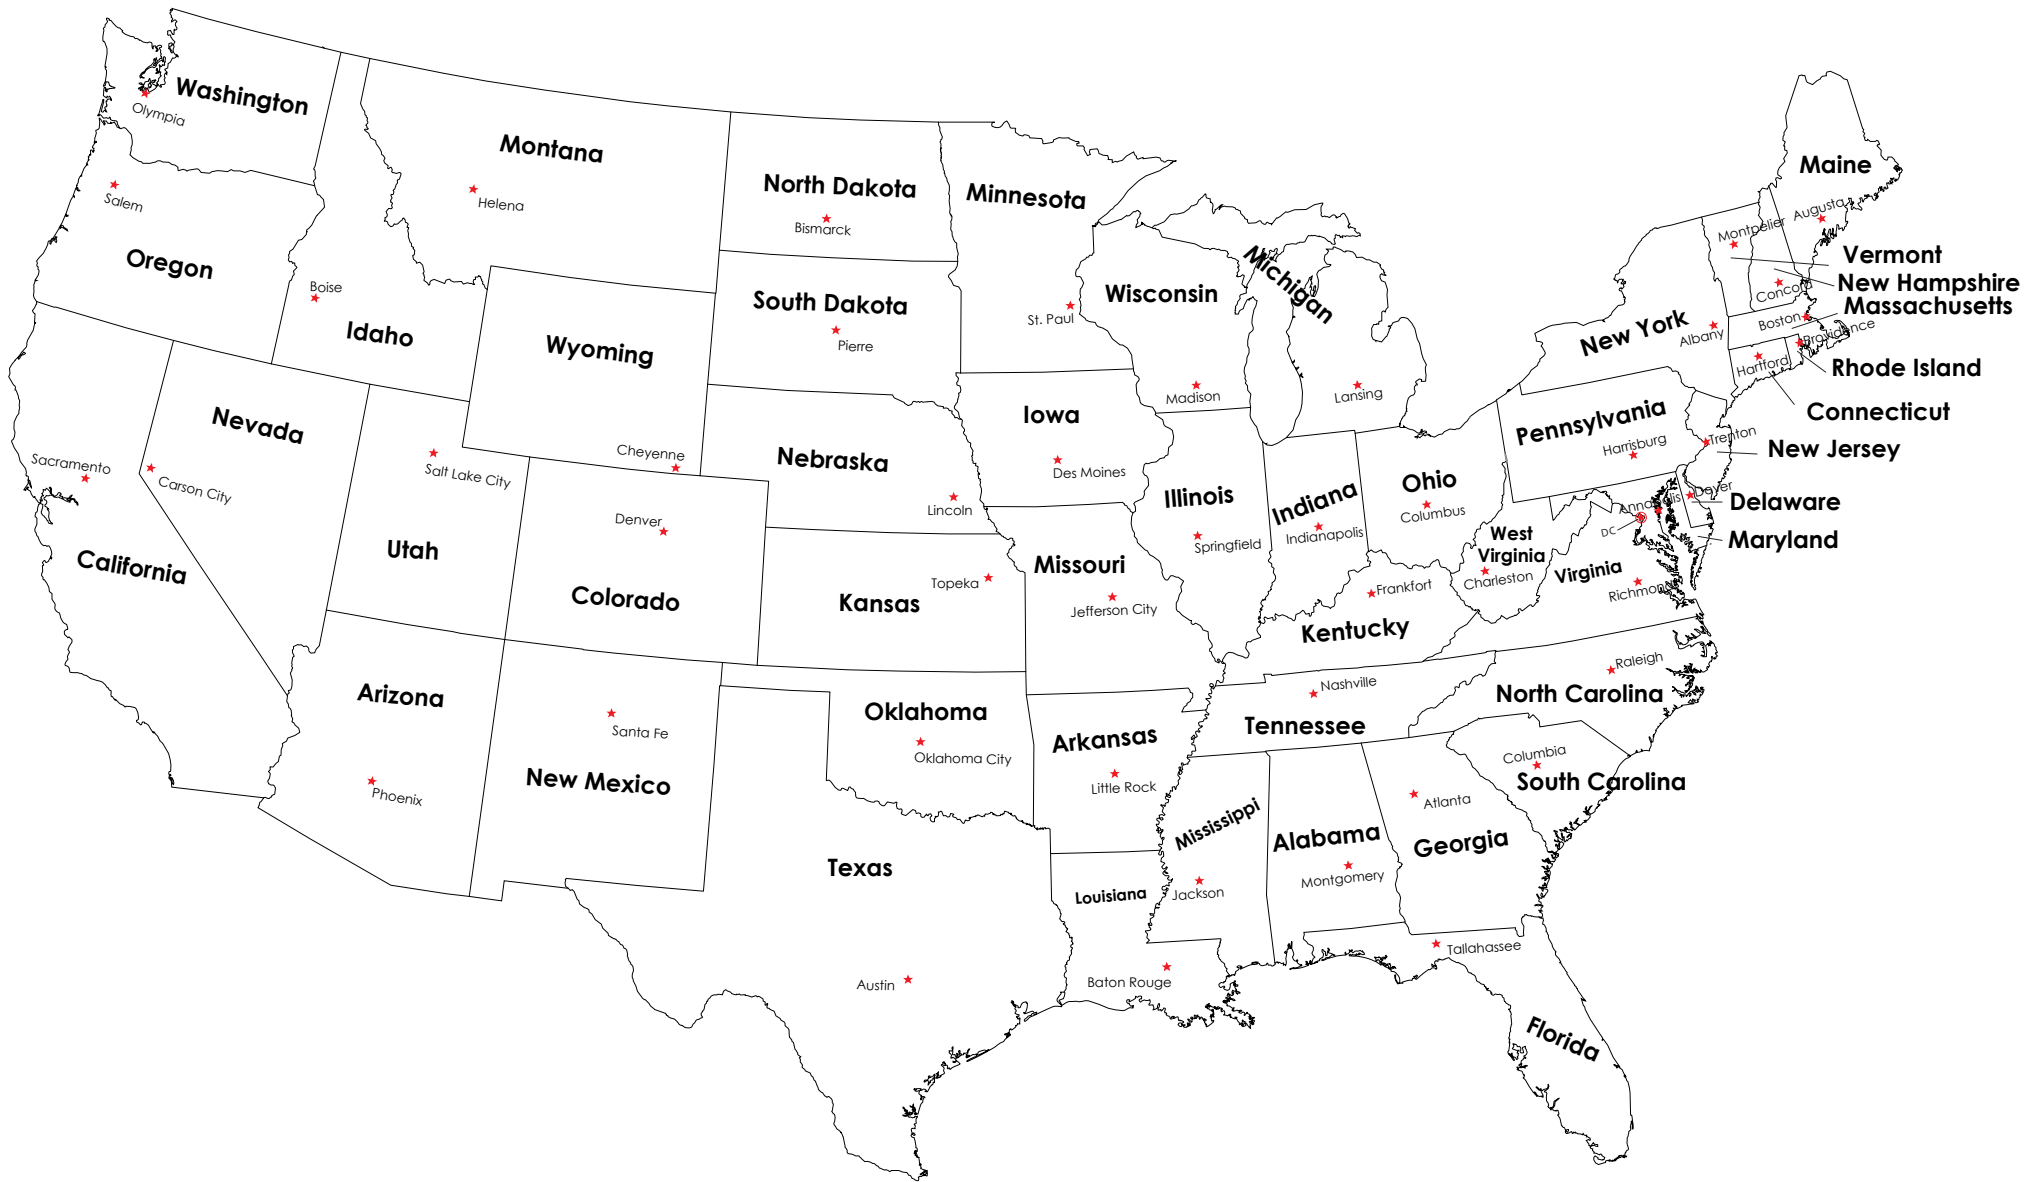 Washington
Olympia
Montana
Helena
North Dakota
Bismarck
Minnesota
St. Paul
Maine
Augusta
Montpelier
Vermont
New Hampshire
Concord
Massachusetts
Boston
Providence
Rhode Island
Hartford
Connecticut
New York
Albany
Salem
Oregon
Boise
Idaho
Wyoming
Cheyenne
South Dakota
Pierre
Wisconsin
Madison
Michigan
Lansing
Pennsylvania
Harrisburg
Trenton
New Jersey
Dover
Delaware
Annapolis
DC
Maryland
Nevada
Carson City
Sacramento
California
Salt Lake City
Utah
Denver
Colorado
Nebraska
Lincoln
Iowa
Des Moines
Illinois
Springfield
Indiana
Indianapolis
Ohio
Columbus
West
Virginia
Charleston
Virginia
Richmond
Topeka
Kansas
Missouri
Jefferson City
Frankfort
Kentucky
Arizona
Phoenix
Santa Fe
New Mexico
Oklahoma
Oklahoma City
Arkansas
Little Rock
Nashville
Tennessee
Raleigh
North Carolina
Columbia
South Carolina
Texas
Austin
Louisiana
Baton Rouge
Mississippi
Jackson
Alabama
Montgomery
Atlanta
Georgia
Tallahassee
Florida